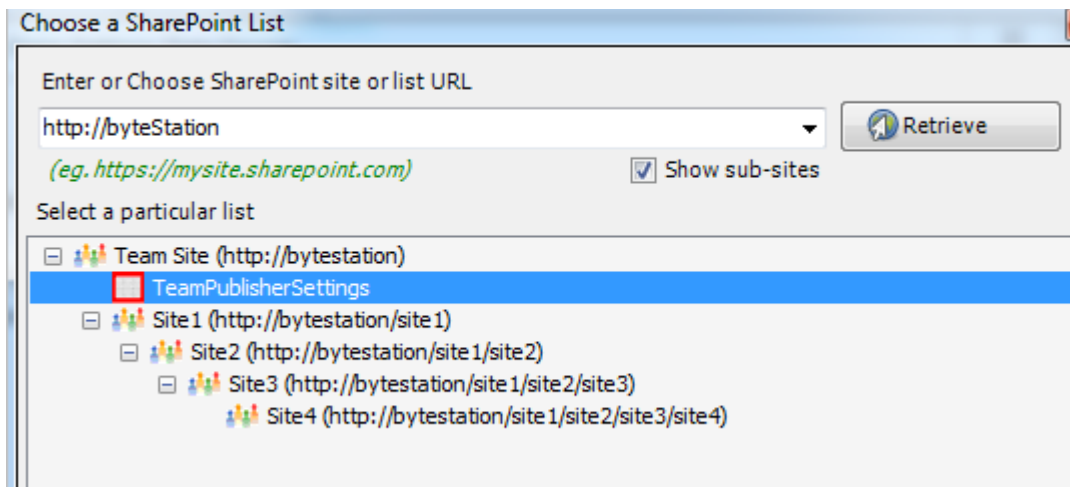 Choose a SharePoint List
Enter or Choose SharePoint site or list URL
http://byteStation
Retrieve
(eg. https://mysite.sharepoint.com)
Show sub-sites
Select a particular list
Team Site (http://bytestation)
TeamPublisherSettings
Site1 (http://bytestation/site1)
Site2 (http://bytestation/site1/site2)
Site3 (http://bytestation/site1/site2/site3)
Site4 (http://bytestation/site1/site2/site3/site4)